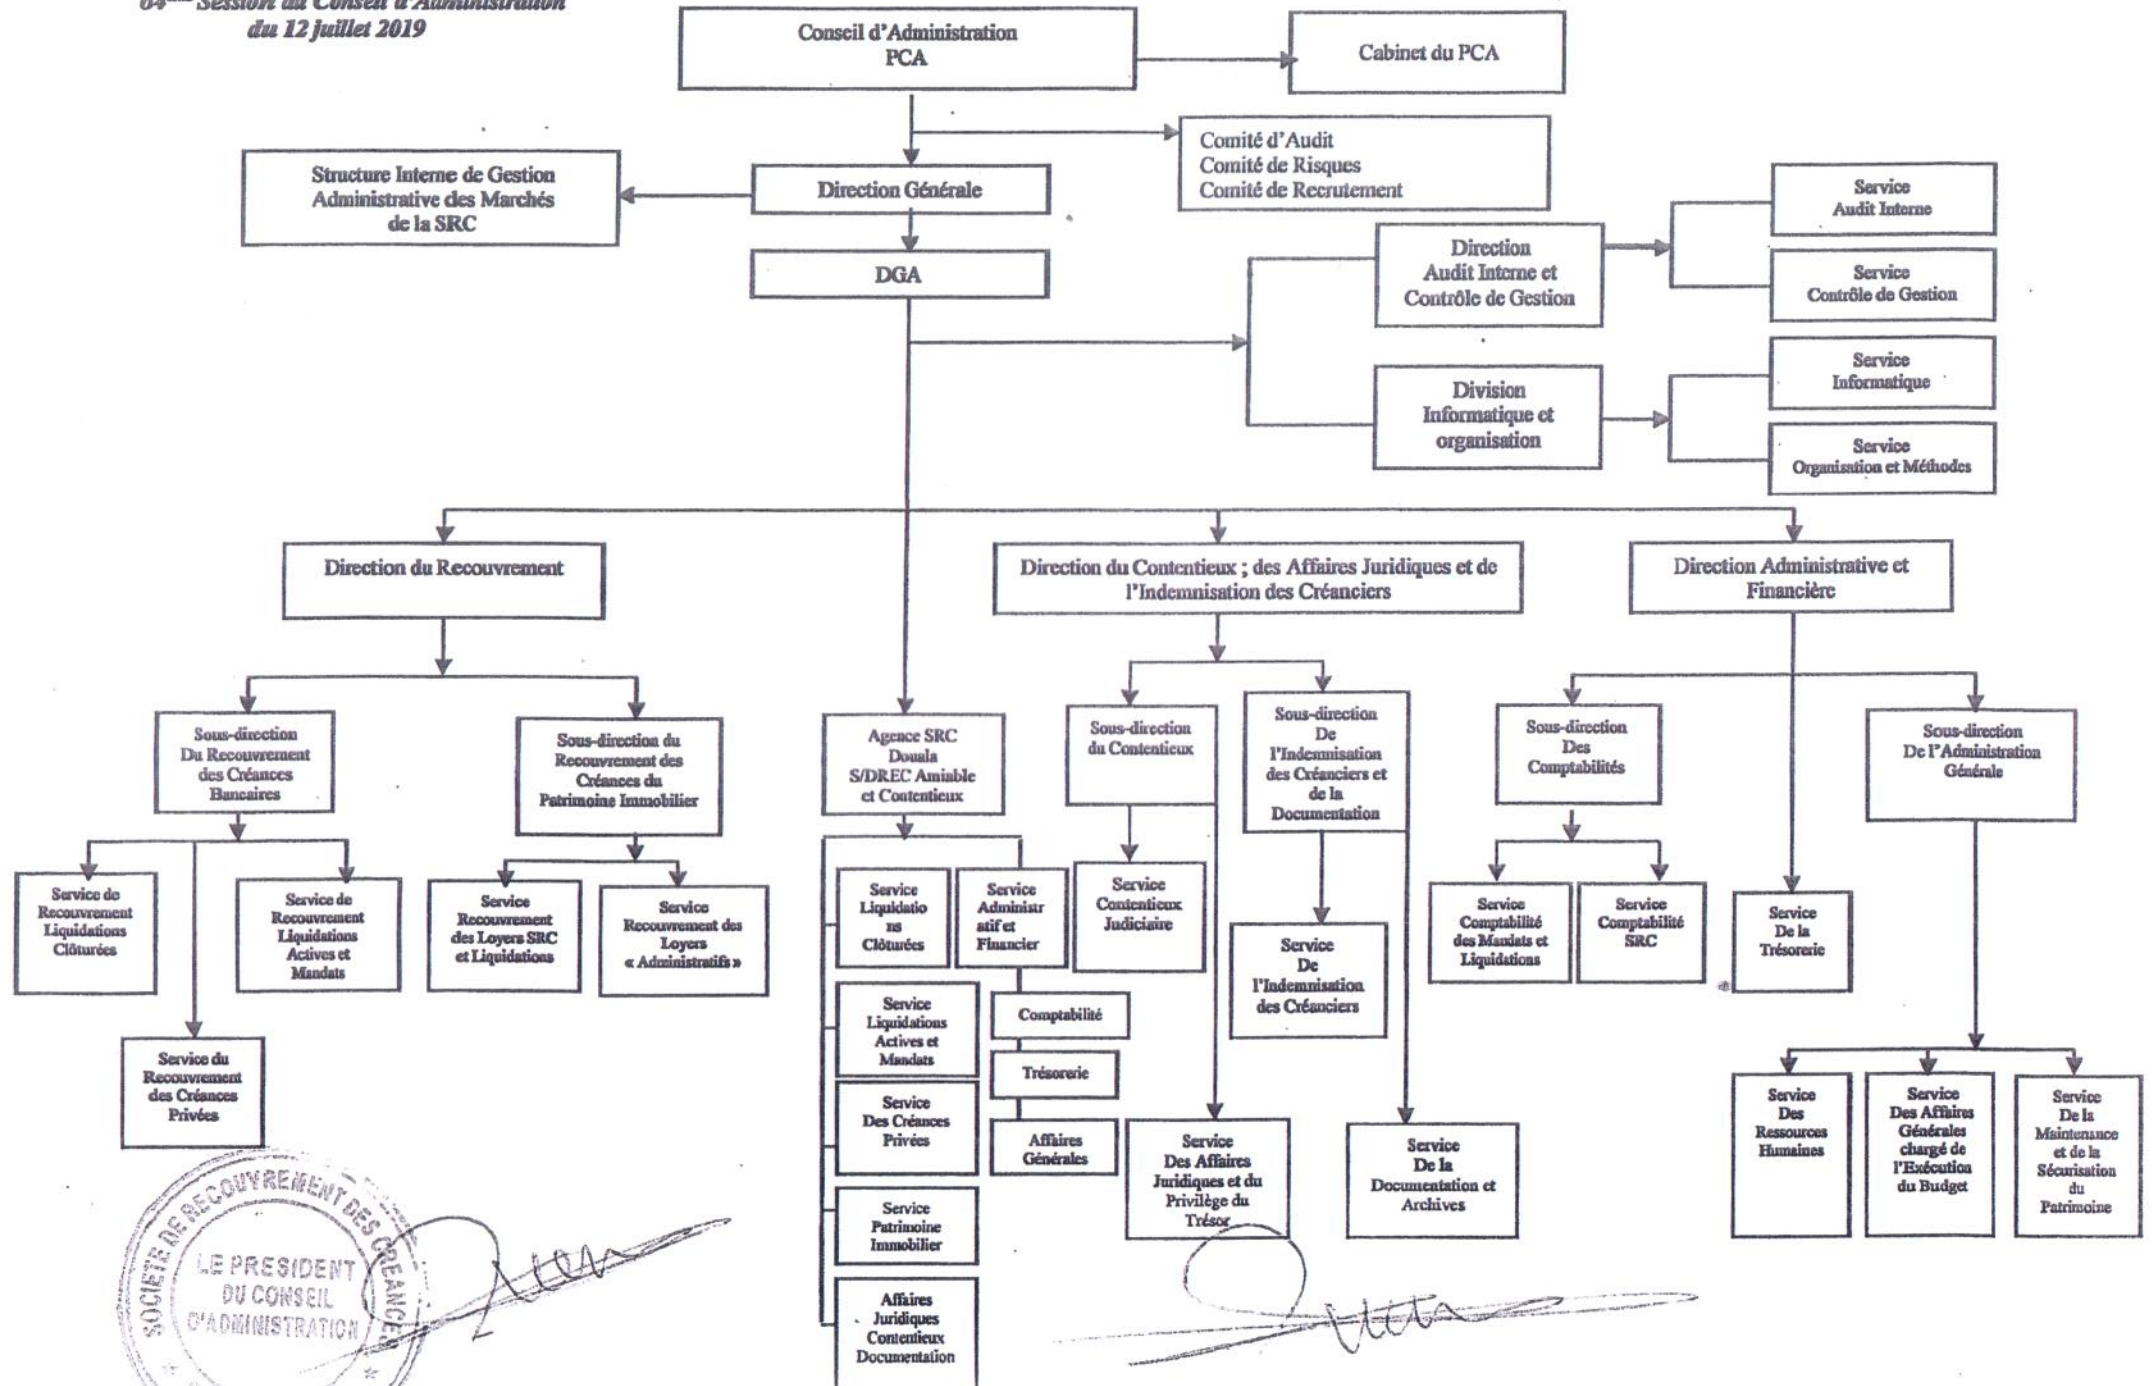 64ème Session du Conseil d'Administration
du 12 juillet 2019
Conseil d'Administration
PCA
Cabinet du PCA
Comité d'Audit
Comité de Risques
Comité de Recrutement
Structure Interne de Gestion
Administrative des Marchés
de la SRC
Direction Générale
DGA
Direction
Audit Interne et
Contrôle de Gestion
Service
Audit Interne
Service
Contrôle de Gestion
Division
Informatique et
organisation
Service
Informatique
Service
Organisation et Méthodes
Direction du Recouvrement
Direction du Contentieux ; des Affaires Juridiques et de
l'Indemnisation des Créanciers
Direction Administrative et
Financière
Sous-direction
Du Recouvrement
des Créances
Bancaires
Sous-direction du
Recouvrement des
Créances du
Patrimoine Immobilier
Agence SRC
Douala
S/DREC Amiable
et Contentieux
Sous-direction
du Contentieux
Sous-direction
De
l'Indemnisation
des Créanciers et
de la
Documentation
Sous-direction
Des
Comptabilités
Sous-direction
De l'Administration
Générale
Service de
Recouvrement
Liquidations
Clôturées
Service de
Recouvrement
Liquidations
Actives et
Mandats
Service
Recouvrement
des Loyers SRC
et Liquidations
Service
Recouvrement des
Loyers
« Administratifs »
Service du
Recouvrement
des Créances
Privées
Service
Liquidatio
ns
Clôturées
Service
Administr
atif et
Financier
Service
Contentieux
Judiciaire
Service
De
l'Indemnisation
des Créanciers
Service
Comptabilité
des Mandats et
Liquidations
Service
Comptabilité
SRC
Service
De la
Trésorerie
Service
Liquidations
Actives et
Mandats
Comptabilité
Trésorerie
Affaires
Générales
Service
Des Créances
Privées
Service
Patrimoine
Immobilier
Affaires
Juridiques
Contentieux
Documentation
Service
Des Affaires
Juridiques et du
Privilège du
Trésor
Service
De la
Documentation et
Archives
Service
Des
Ressources
Humaines
Service
Des Affaires
Générales
chargé de
l'Exécution
du Budget
Service
De la
Maintenance
et de la
Sécurisation
du
Patrimoine
SOCIETE DE RECOUVREMENT DES CREANCES
LE PRESIDENT
DU CONSEIL
D'ADMINISTRATION